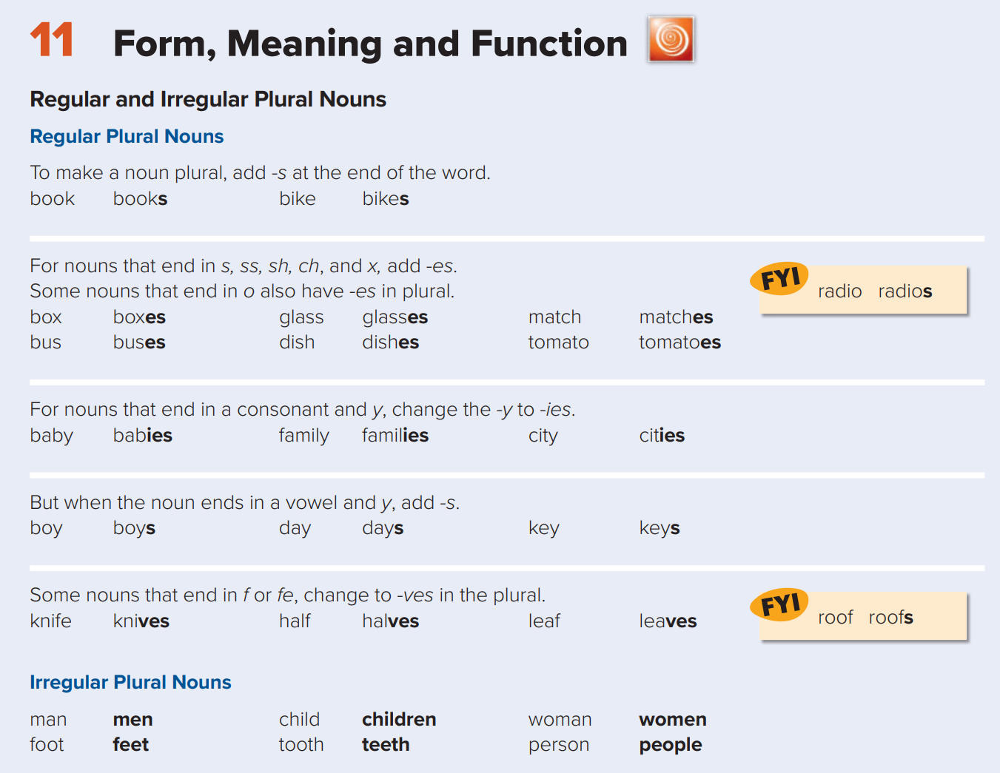 11 Form, Meaning and Function
Regular and Irregular Plural Nouns
Regular Plural Nouns
To make a noun plural, add -s at the end of the word.
book books bike bikes
For nouns that end in s, ss, sh, ch, and x, add -es.
Some nouns that end in o also have -es in plural.
box boxes glass glasses match matches
bus buses dish dishes tomato tomatoes
FYI radio radios
For nouns that end in a consonant and y, change the -y to -ies.
baby babies family families city cities
But when the noun ends in a vowel and y, add -s.
boy boys day days key keys
Some nouns that end in f or fe, change to -ves in the plural.
knife knives half halves leaf leaves
FYI roof roofs
Irregular Plural Nouns
man men child children woman women
foot feet tooth teeth person people